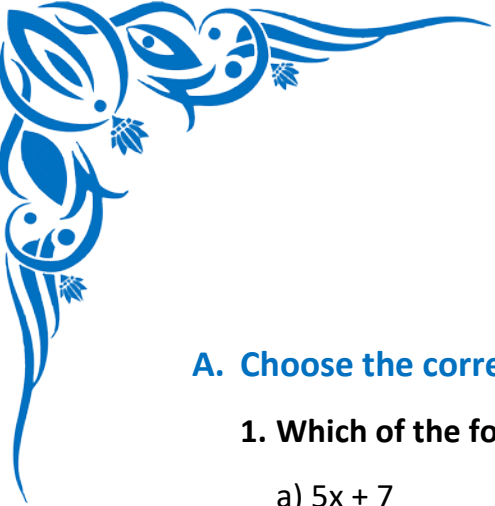 A. Choose the corre
1. Which of the fo
a) 5x + 7